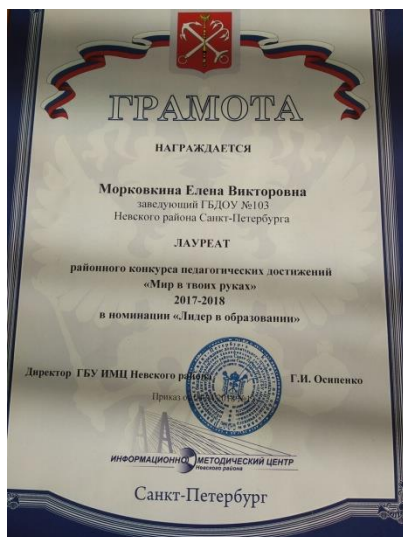 ГРАМОТА
НАГРАЖДАЕТСЯ
Морковкина Елена Викторовна
заведующий ГБДОУ №103
Невского района Санкт-Петербурга
ЛАУРЕАТ
районного конкурса педагогических достижений
«Мир в твоих руках»
2017-2018
в номинации «Лидер в образовании»
Директор ГБУ ИМЦ Невского района
Г.И. Осипенко
Приказ
ИНФОРМАЦИОННО МЕТОДИЧЕСКИЙ ЦЕНТР
Невского района
Санкт-Петербург